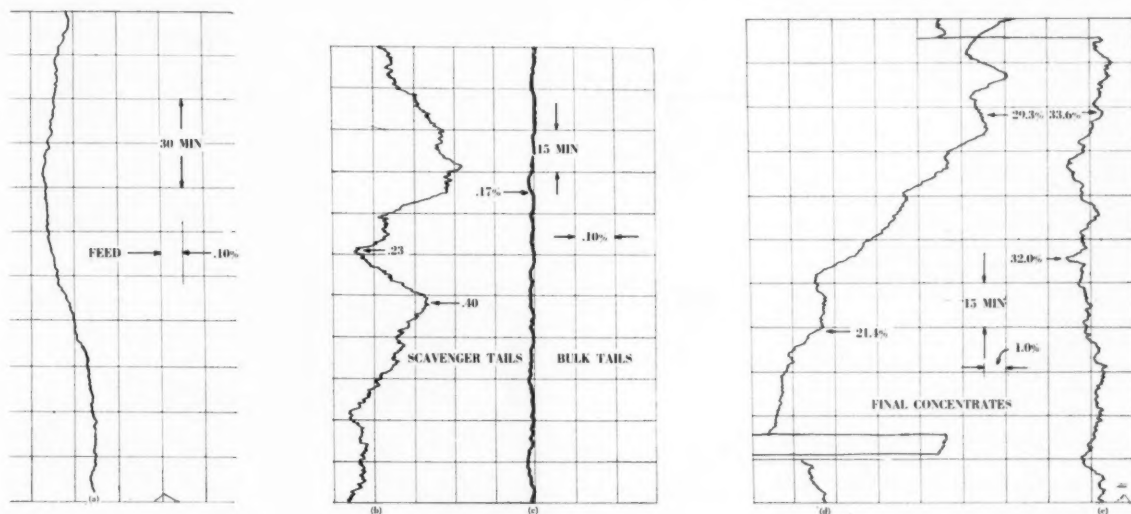 30 MIN
FEED
.10%
(a)
15 MIN
.17%
.10%
.23
.40
SCAVENGER TAILS
BULK TAILS
(b)
(c)
29.3% 33.6%
32.0%
15 MIN
21.4%
1.0%
FINAL CONCENTRATES
(d)
(e)